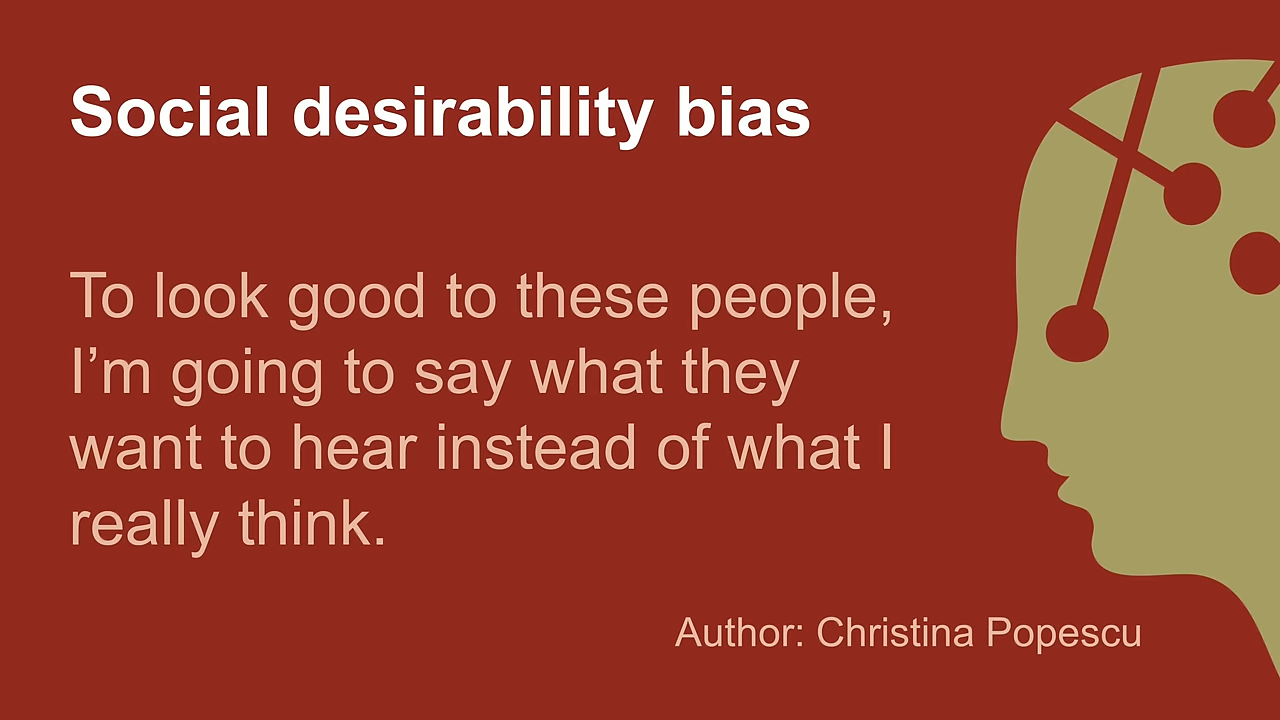 Social desirability bias
To look good to these people,
I’m going to say what they
want to hear instead of what I
really think.
Author: Christina Popescu